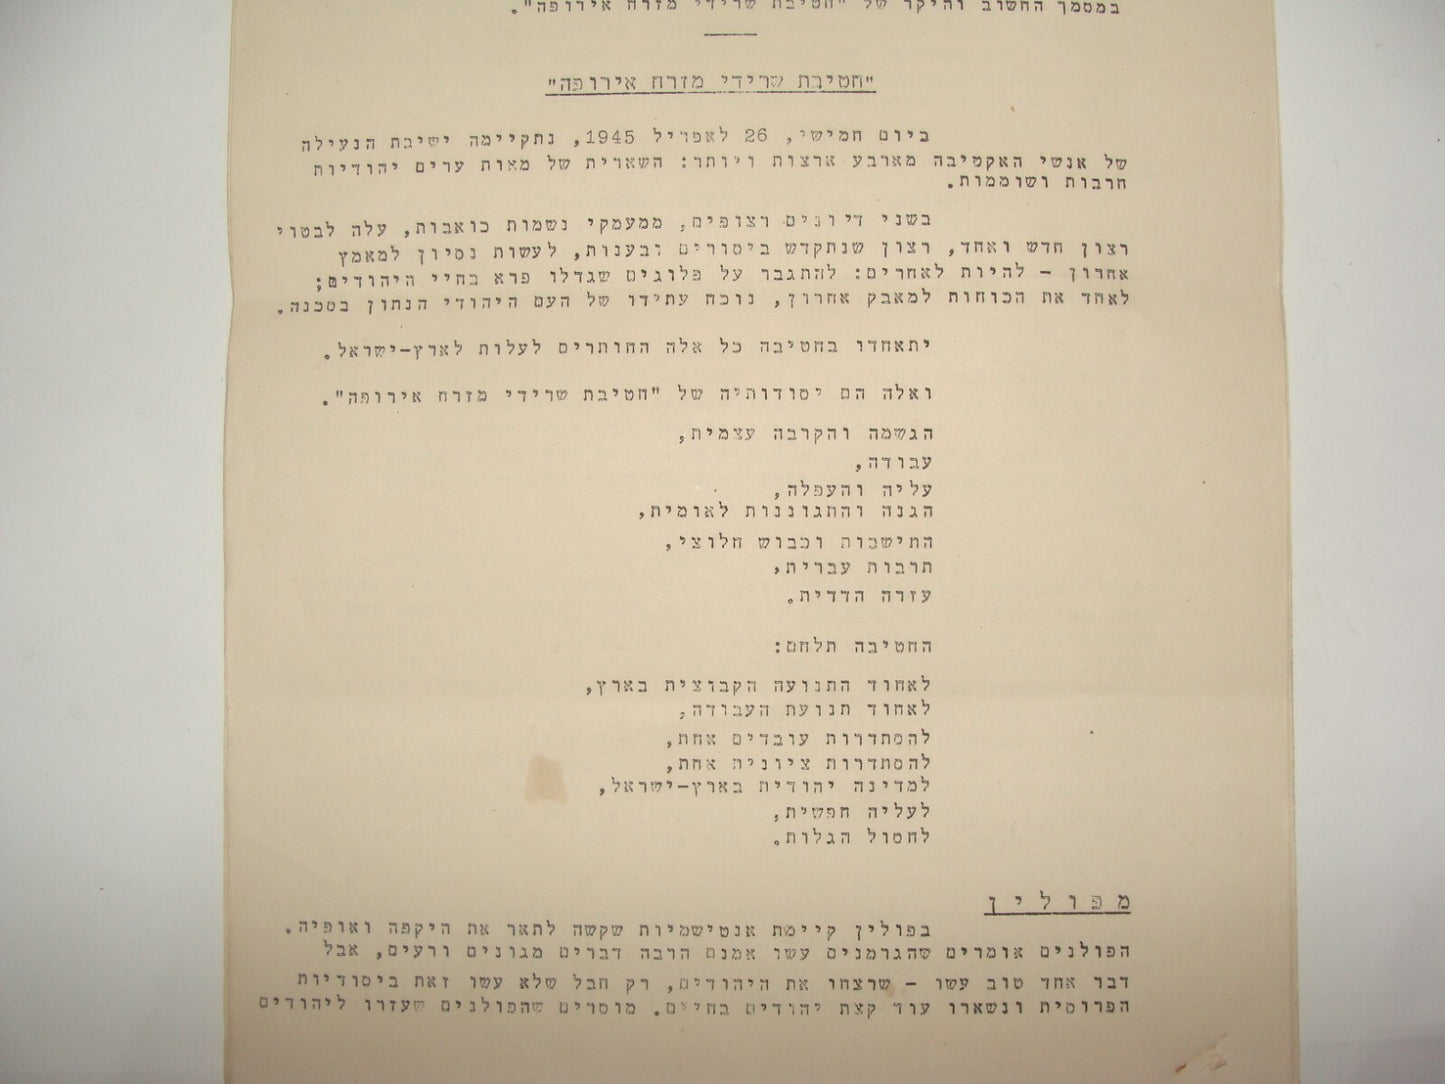 במסמך החשוב והיקר של "חטיבת שרידי מזרח אירופה".
"חטיבת שרידי מזרח אירופה"
ביום חמישי, 26 לאפריל 1945, נתקיימה ישיבת הנעילה
של אנשי האקטיבה מארבע ארצות ויותר: השארית של מאות ערים יהודיות
חרבות ושוממות.
בשני דיונים רצופים, ממעמקי נשמות כואבות, עלה לבטוי
רצון חדש ואחד, רצון שנתקדש ביסורים ובענות, לעשות נסיון למאמץ
אחרון - להיות לאחרים: להתגבר על פלוגים שגדלו פרא בחיי היהודים;
לאחד את הכוחות למאבק אחרון, נוכח עתידו של העם היהודי הנתון בסכנה.
יתאחדו בחטיבה כל אלה החותרים לעלות לארץ-ישראל.
ואלה הם יסודותיה של "חטיבת שרידי מזרח אירופה".
הגשמה והקרבה עצמית,
עבודה,
עליה והעפלה,
הגנה והתגוננות לאומית,
התישבות וכבוש חלוצי,
תרבות עברית,
עזרה הדדית.
החטיבה תלחם:
לאחוד התנועה הקבוצית בארץ,
לאחוד תנועת העבודה,
להסתדרות עובדים אחת,
להסתדרות ציונית אחת,
למדינה יהודית בארץ-ישראל,
לעליה חפשית,
לחסול הגלות.
מפולין
בפולין קיימת אנטישמיות שקשה לתאר את היקפה ואופיה.
הפולנים אומרים שהגרמנים עשו אמנם הרבה דברים מגונים ורעים, אבל
דבר אחד טוב עשו - שרצחו את היהודים, רק חבל שלא עשו זאת ביסודיות
הפרוסית ונשארו עוד קצת יהודים בחיים. מוסרים שהפולנים שעזרו ליהודים